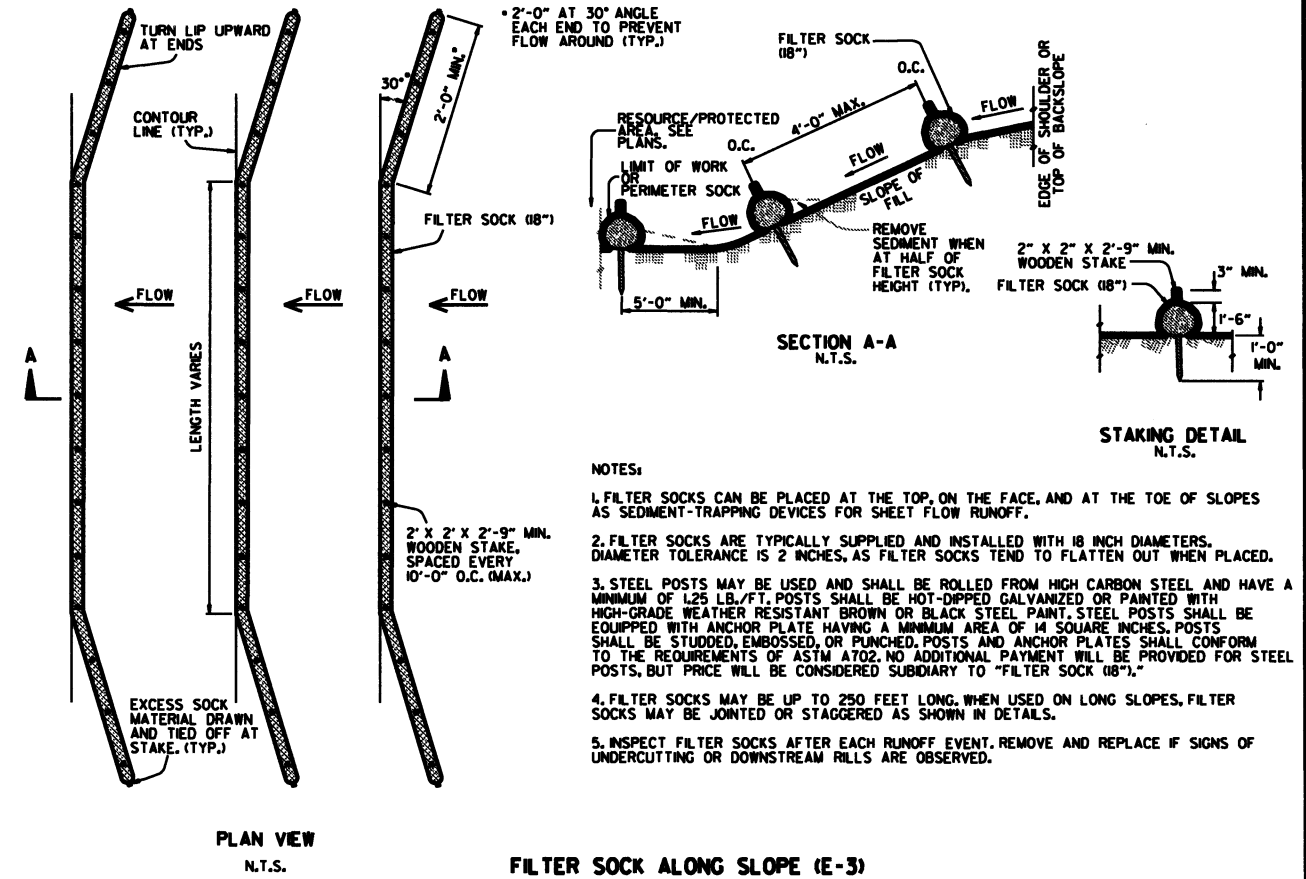 TURN LIP UPWARD
AT ENDS
CONTOUR
LINE (TYP.)
30°*
2'-0" MIN.*
* 2'-0" AT 30° ANGLE
EACH END TO PREVENT
FLOW AROUND (TYP.)
FILTER SOCK (18")
FLOW
FLOW
FLOW
A
A
LENGTH VARIES
2' X 2' X 2'-9" MIN.
WOODEN STAKE,
SPACED EVERY
10'-0" O.C. (MAX.)
EXCESS SOCK
MATERIAL DRAWN
AND TIED OFF AT
STAKE. (TYP.)
PLAN VIEW
N.T.S.
FILTER SOCK
(18")
O.C.
FLOW
4'-0" MAX.
O.C.
FLOW
SLOPE OF
FILL
EDGE OF SHOULDER OR
TOP OF BACKSLOPE
RESOURCE/PROTECTED
AREA, SEE
PLANS.
LIMIT OF WORK
OR
PERIMETER SOCK
FLOW
REMOVE
SEDIMENT WHEN
AT HALF OF
FILTER SOCK
HEIGHT (TYP).
5'-0" MIN.
SECTION A-A
N.T.S.
2" X 2" X 2'-9" MIN.
WOODEN STAKE
FILTER SOCK (18")
3" MIN.
1'-6"
1'-0"
MIN.
STAKING DETAIL
N.T.S.
NOTES:
1. FILTER SOCKS CAN BE PLACED AT THE TOP, ON THE FACE, AND AT THE TOE OF SLOPES
AS SEDIMENT-TRAPPING DEVICES FOR SHEET FLOW RUNOFF.
2. FILTER SOCKS ARE TYPICALLY SUPPLIED AND INSTALLED WITH 18 INCH DIAMETERS.
DIAMETER TOLERANCE IS 2 INCHES, AS FILTER SOCKS TEND TO FLATTEN OUT WHEN PLACED.
3. STEEL POSTS MAY BE USED AND SHALL BE ROLLED FROM HIGH CARBON STEEL AND HAVE A
MINIMUM OF 1.25 LB./FT. POSTS SHALL BE HOT-DIPPED GALVANIZED OR PAINTED WITH
HIGH-GRADE WEATHER RESISTANT BROWN OR BLACK STEEL PAINT. STEEL POSTS SHALL BE
EQUIPPED WITH ANCHOR PLATE HAVING A MINIMUM AREA OF 14 SQUARE INCHES. POSTS
SHALL BE STUDDED, EMBOSSED, OR PUNCHED. POSTS AND ANCHOR PLATES SHALL CONFORM
TO THE REQUIREMENTS OF ASTM A702. NO ADDITIONAL PAYMENT WILL BE PROVIDED FOR STEEL
POSTS, BUT PRICE WILL BE CONSIDERED SUBIDIARY TO "FILTER SOCK (18")."
4. FILTER SOCKS MAY BE UP TO 250 FEET LONG. WHEN USED ON LONG SLOPES, FILTER
SOCKS MAY BE JOINTED OR STAGGERED AS SHOWN IN DETAILS.
5. INSPECT FILTER SOCKS AFTER EACH RUNOFF EVENT. REMOVE AND REPLACE IF SIGNS OF
UNDERCUTTING OR DOWNSTREAM RILLS ARE OBSERVED.
FILTER SOCK ALONG SLOPE (E-3)